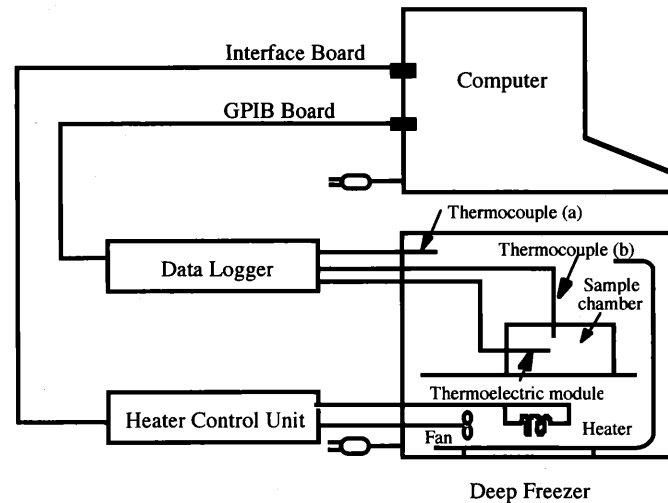 Interface Board
Computer
GPIB Board
Thermocouple (a)
Thermocouple (b)
Data Logger
Sample
chamber
Thermoelectric module
Heater Control Unit
Fan
Heater
Deep Freezer